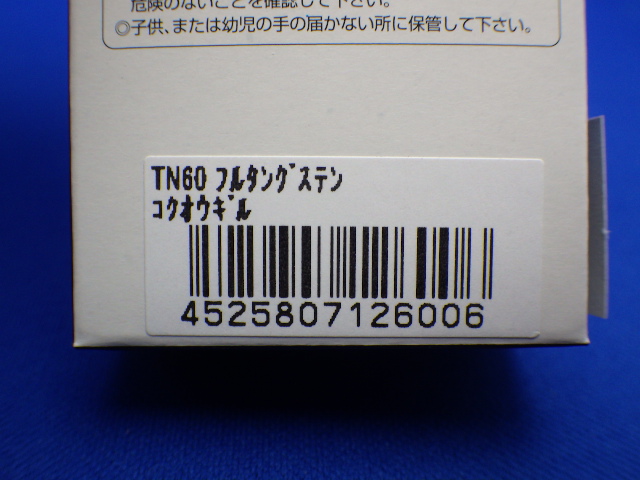 危険のないことを確認して下さい。
◎子供、または幼児の手の届かない所に保管して下さい。
TN60 フルタングステン
コクオウギル
4525807126006